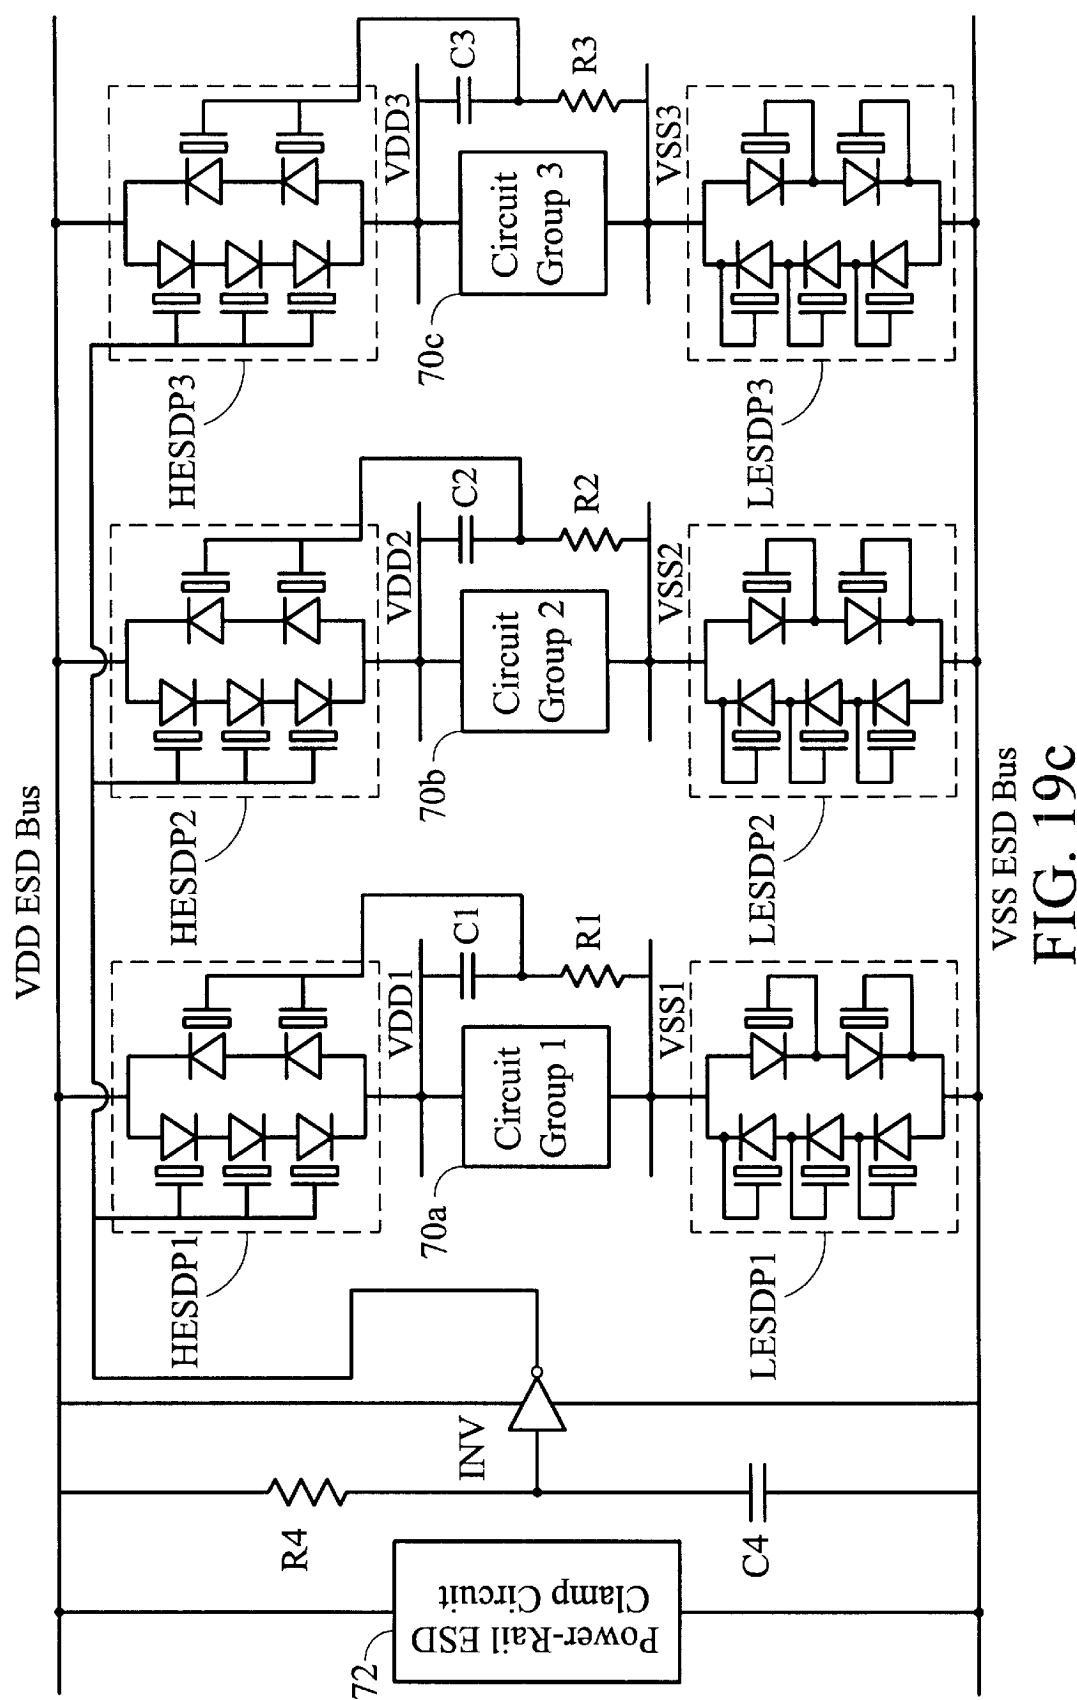 VDD ESD Bus
72
Power-Rail ESD
Clamp Circuit
R4
C4
INV
HESDP1
VDD1
C1
70a
Circuit
Group 1
R1
VSS1
LESDP1
HESDP2
VDD2
C2
70b
Circuit
Group 2
R2
VSS2
LESDP2
HESDP3
VDD3
C3
70c
Circuit
Group 3
R3
VSS3
LESDP3
VSS ESD Bus
FIG. 19c